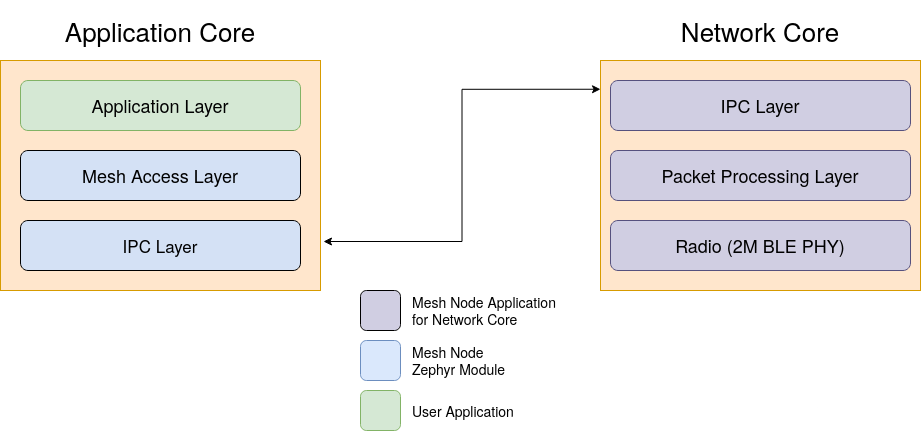 Application Core
Application Layer
Mesh Access Layer
IPC Layer
Network Core
IPC Layer
Packet Processing Layer
Radio (2M BLE PHY)
Mesh Node Application
for Network Core
Mesh Node
Zephyr Module
User Application